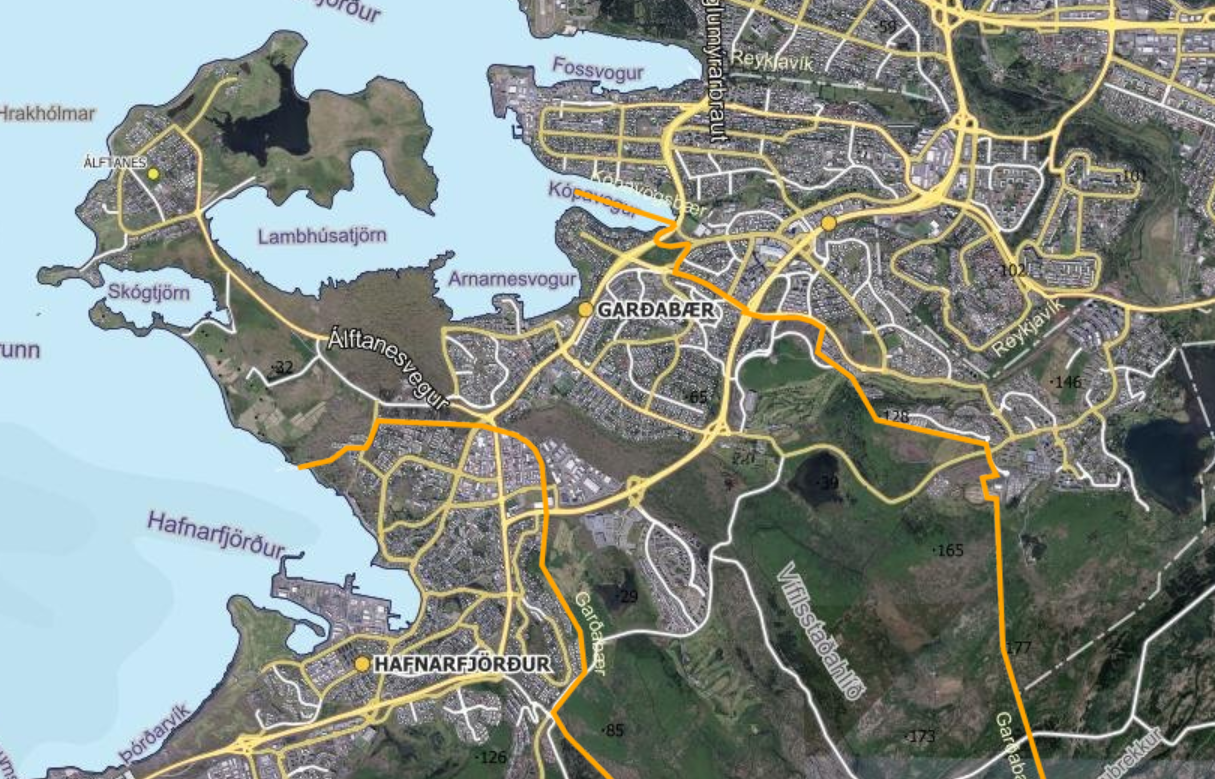 Fossvogur
Reykjavík
59
Hrakhólmar
ÁLFTANES
101
Kópavogur
Kópavogsbær
Lambhúsatjörn
102
Arnarnesvogur
Skógtjörn
GARÐABÆR
Reykjavík
Álftanesvegur
32
146
65
128
39
165
Hafnarfjörður
Vífilsstaðahlíð
29
Garðabær
177
HAFNARFJÖRÐUR
Þórðarvík
85
173
126